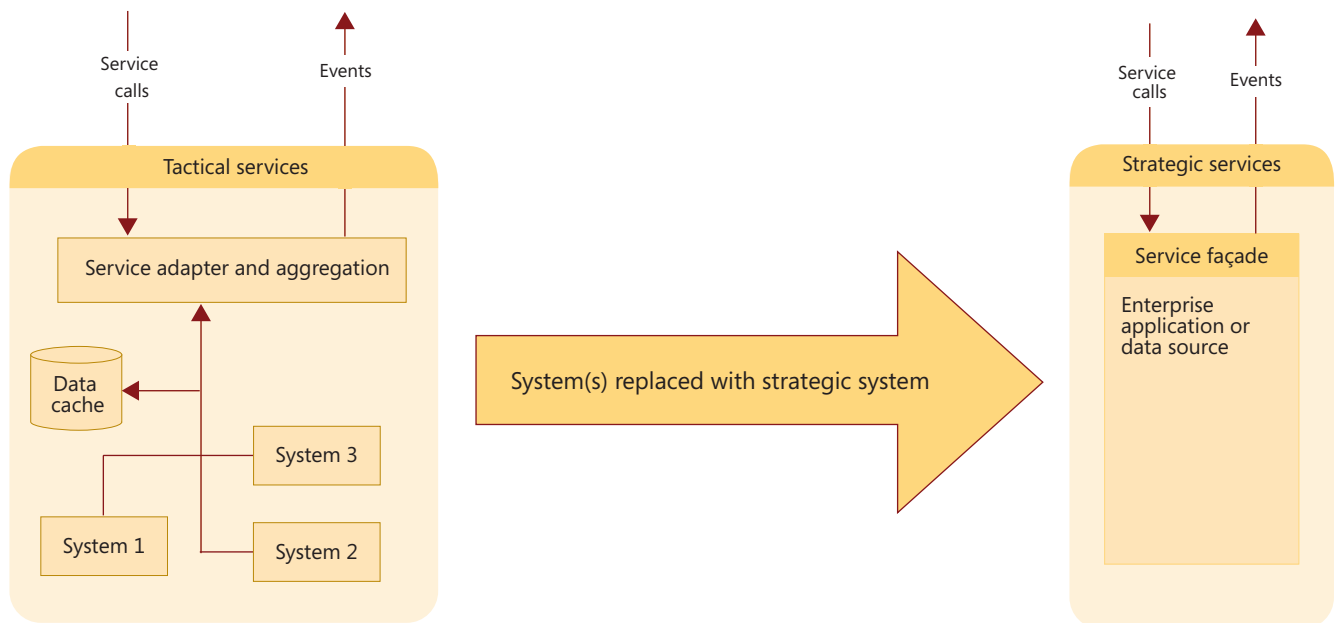 Service
calls
Events
Tactical services
Service adapter and aggregation
Data
cache
System 3
System 1
System 2
System(s) replaced with strategic system
Service
calls
Events
Strategic services
Service façade
Enterprise
application or
data source